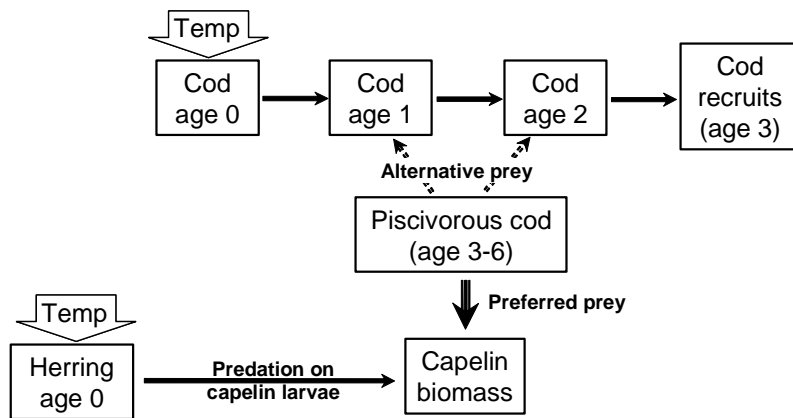 Temp
Cod
age 0
Cod
age 1
Cod
age 2
Cod
recruits
(age 3)
Alternative prey
Piscivorous cod
(age 3-6)
Preferred prey
Temp
Herring
age 0
Predation on
capelin larvae
Capelin
biomass